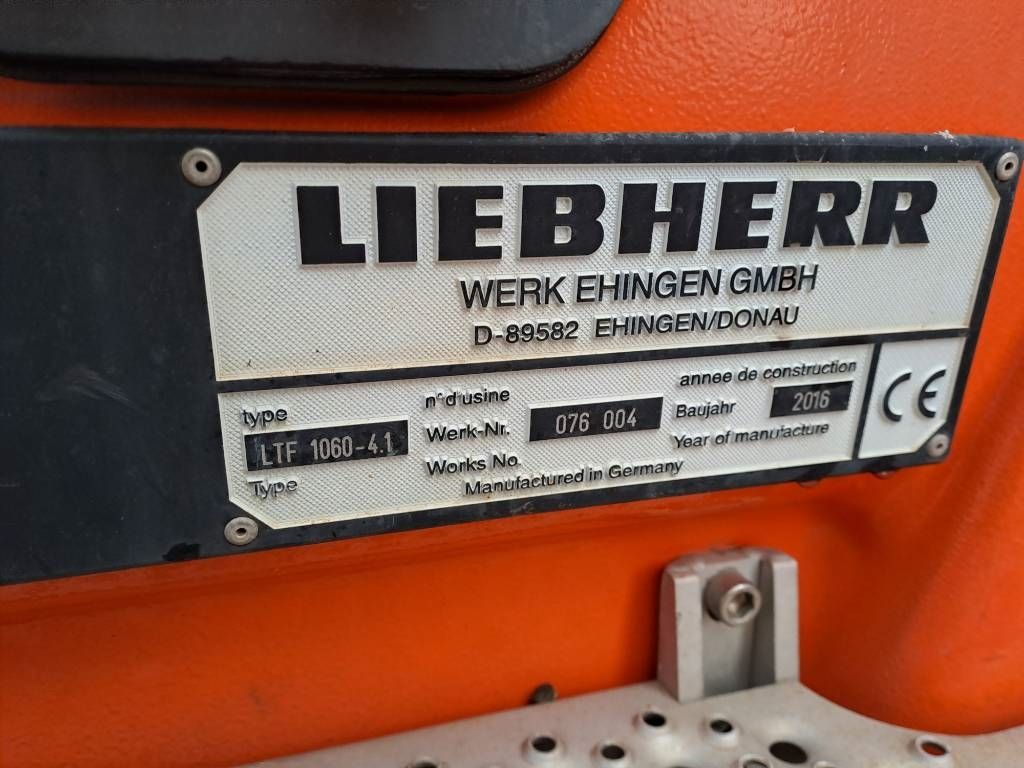 LIEBHERR
WERK EHINGEN GMBH
D-89582 EHINGEN/DONAU
type
LTF 1060-4.1
Type
n°d'usine
Werk-Nr.
Works No.
076 004
annee de construction
Baujahr
2016
Year of manufacture
Manufactured in Germany
CE